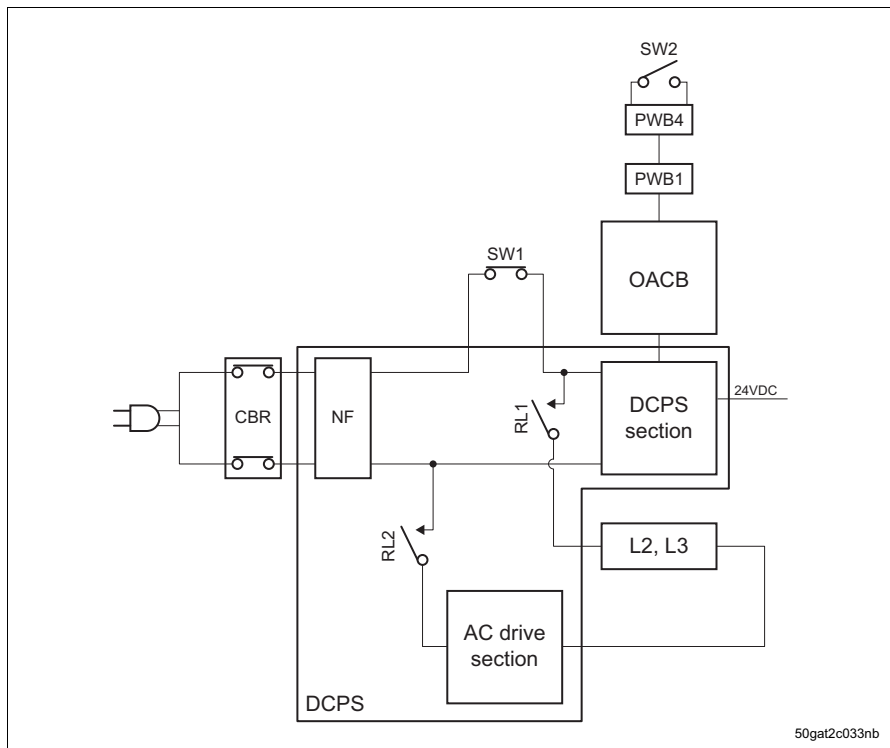 SW2
PWB4
PWB1
SW1
OACB
CBR
NF
RL1
DCPS
section
24VDC
RL2
L2, L3
AC drive
section
DCPS
50gat2c033nb